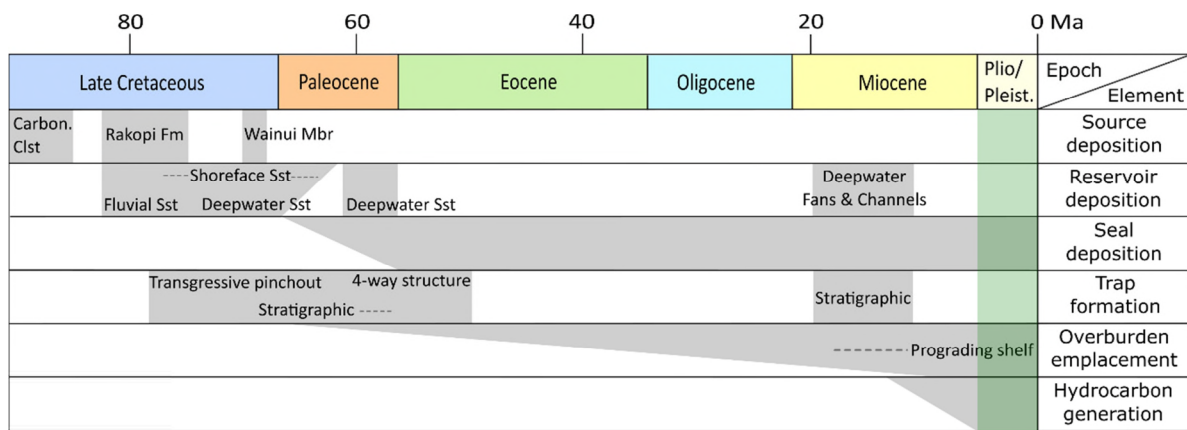 80 60 40 20 0 Ma
Late Cretaceous Paleocene Eocene Oligocene Miocene Plio/ Pleist. Epoch Element
Carbon. Clst Rakopi Fm Wainui Mbr Source deposition
Shoreface Sst Deepwater Reservoir deposition
Fluvial Sst Deepwater Sst Deepwater Sst Fans & Channels
Seal deposition
Transgressive pinchout 4-way structure Trap formation
Stratigraphic Stratigraphic
Prograding shelf Overburden emplacement
Hydrocarbon generation